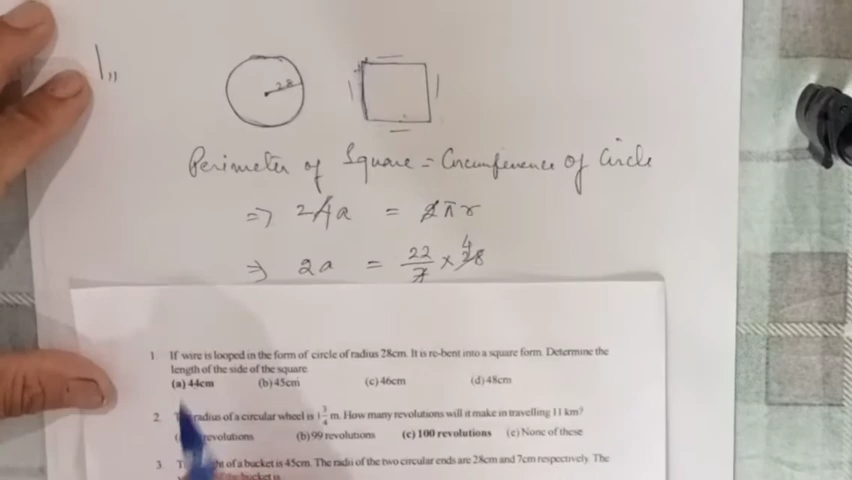 1,,
28
Perimeter of Square = Circumference of Circle
=> 2 4a = 2πr
=> 2a = 22/7 × 28 4
1. If wire is looped in the form of circle of radius 28cm. It is re-bent into a square form. Determine the
length of the side of the square
(a) 44cm (b) 45cm (c) 46cm (d) 48cm
2. radius of a circular wheel is 1 3/4 m. How many revolutions will it make in travelling 11 km?
revolutions (b) 99 revolutions (c) 100 revolutions (e) None of these
3. of a bucket is 45cm. The radii of the two circular ends are 28cm and 7cm respectively. The
of the bucket is